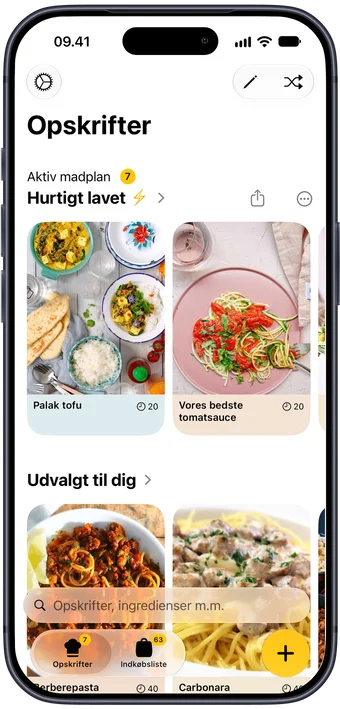 09.41
Opskrifter
Aktiv madplan 7
Hurtigt lavet ⚡
Palak tofu 20
Vores bedste
tomatsauce 20
Udvalgt til dig
Opskrifter, ingredienser m.m.
7 63
Opskrifter Indkøbsliste
Berberepasta 40
Carbonara